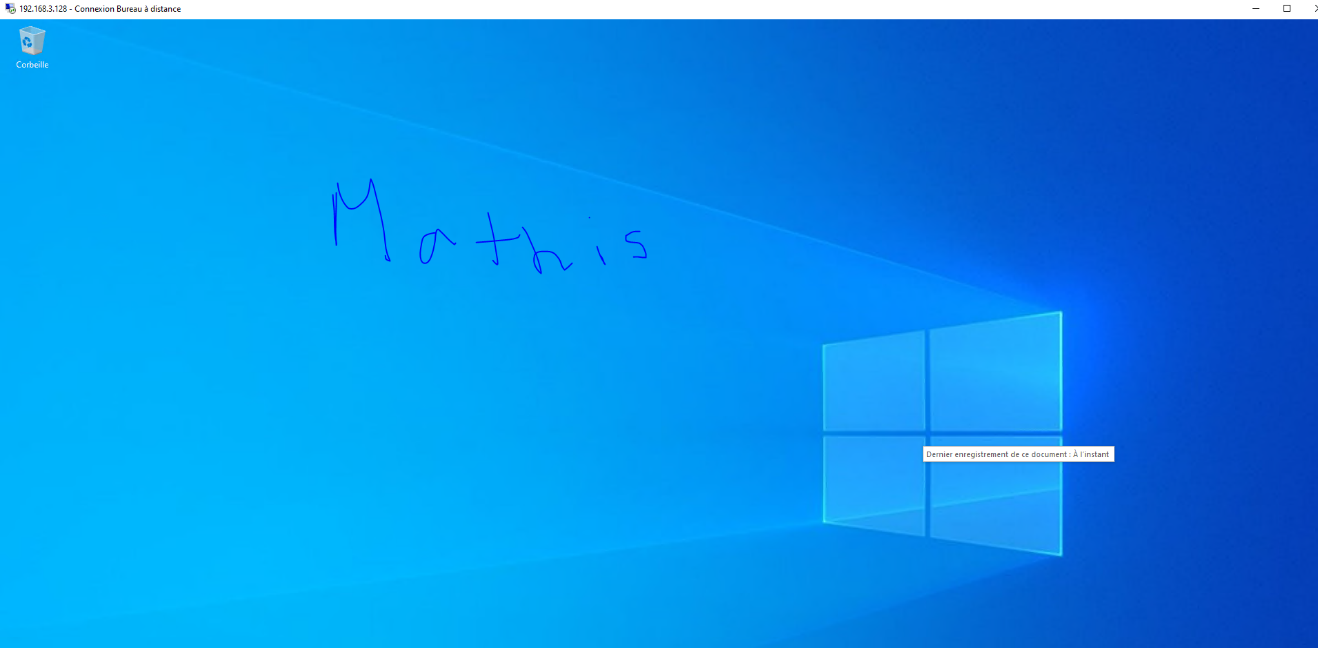 192.168.3.128 - Connexion Bureau à distance
Corbeille
Mathis
Dernier enregistrement de ce document : À l'instant